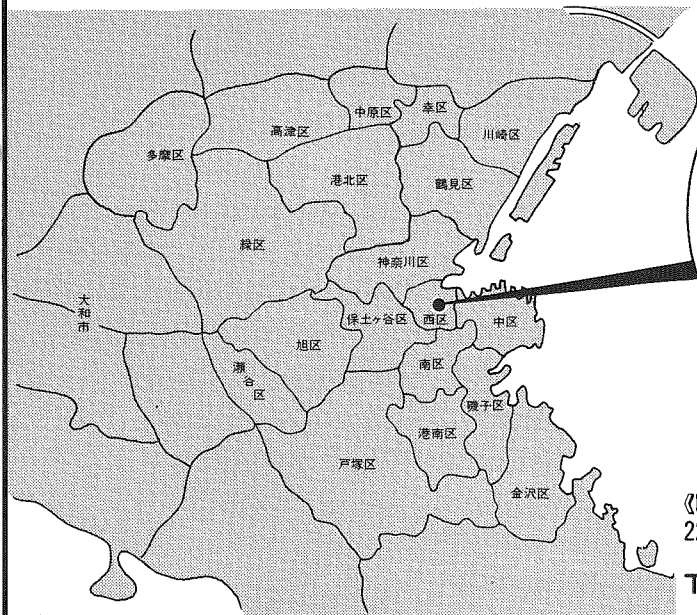 中原区
幸区
高津区
川崎区
多摩区
港北区
鶴見区
緑区
神奈川区
大和市
保土ヶ谷区
西区
中区
旭区
瀬谷区
南区
磯子区
港南区
戸塚区
金沢区
22